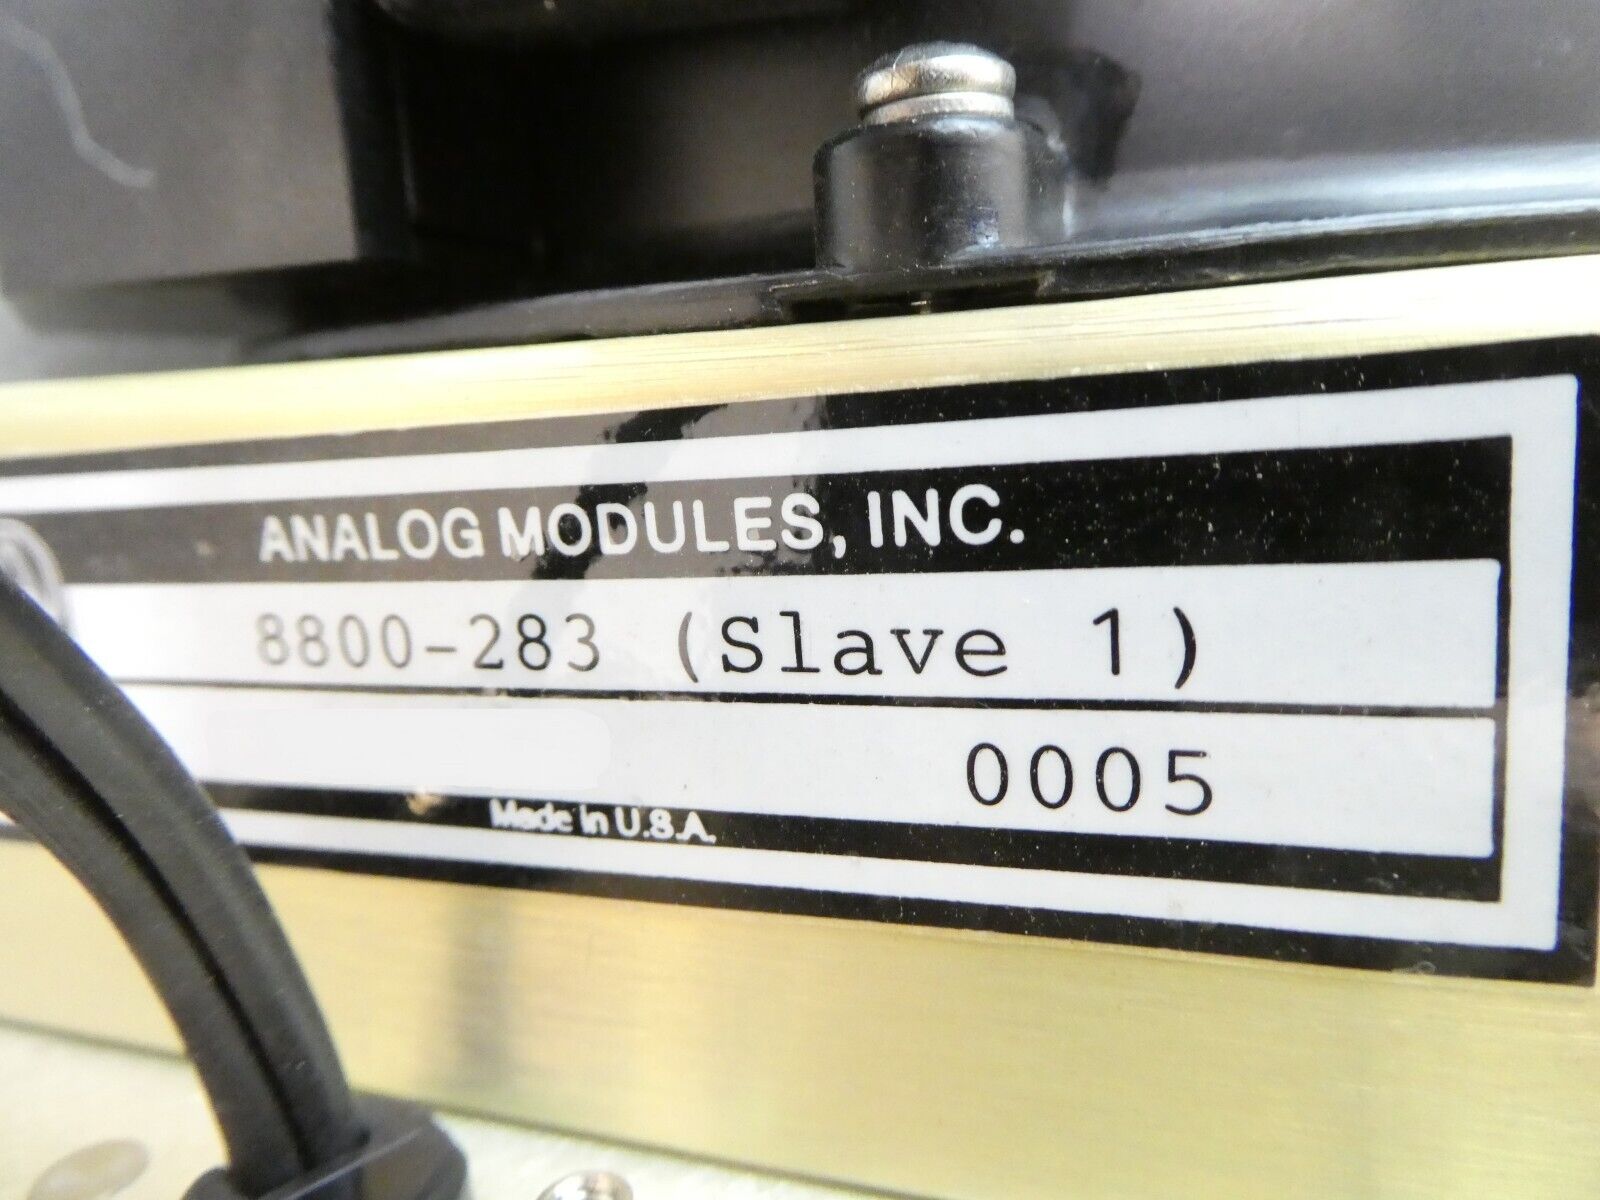 ANALOG MODULES, INC.
8800-283 (Slave 1)
0005
Made in U.S.A.